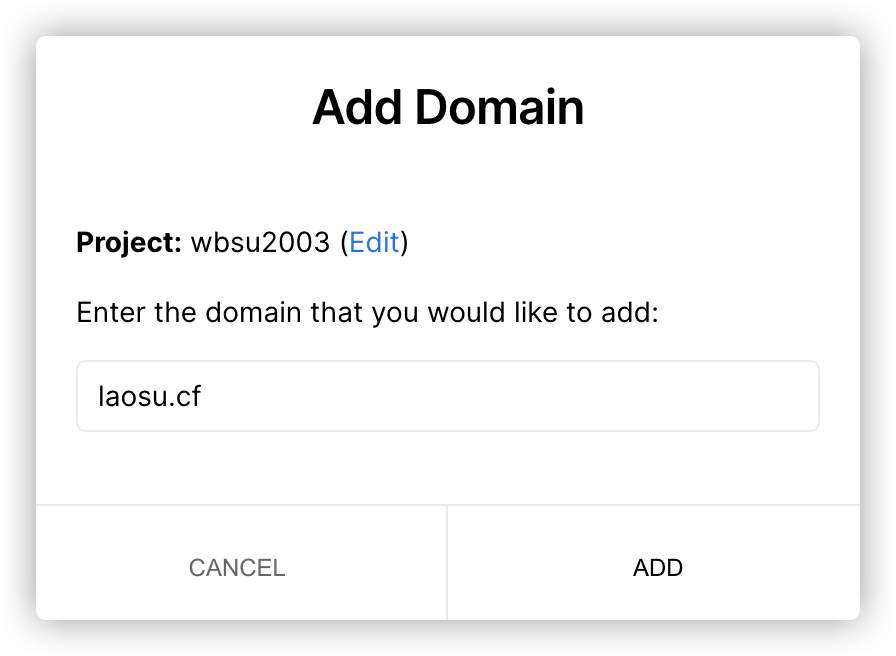 Add Domain
Project: wbsu2003 (Edit)
Enter the domain that you would like to add:
laosu.cf
CANCEL
ADD